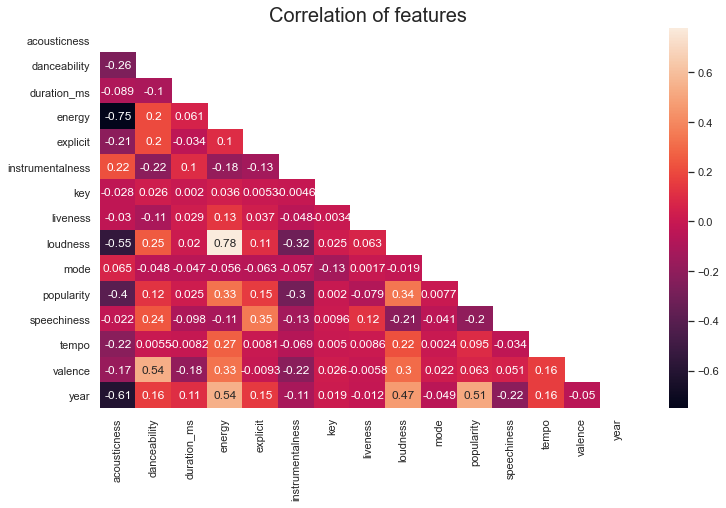 Correlation of features
acousticness
danceability -0.26
duration_ms -0.089 -0.1
energy -0.75 0.2 0.061
explicit -0.21 0.2 -0.034 0.1
instrumentalness 0.22 -0.22 0.1 -0.18 -0.13
key -0.028 0.026 0.002 0.036 0.0053 -0.0046
liveness -0.03 -0.11 0.029 0.13 0.037 -0.048 -0.0034
loudness -0.55 0.25 0.02 0.78 0.11 -0.32 0.025 0.063
mode 0.065 -0.048 -0.047 -0.056 -0.063 -0.057 -0.13 0.0017 -0.019
popularity -0.4 0.12 0.025 0.33 0.15 -0.3 0.002 -0.079 0.34 0.0077
speechiness -0.022 0.24 -0.098 -0.11 0.35 -0.13 0.0096 0.12 -0.21 -0.041 -0.2
tempo -0.22 0.0055 -0.0082 0.27 0.0081 -0.069 0.005 0.0086 0.22 0.0024 0.095 -0.034
valence -0.17 0.54 -0.18 0.33 -0.0093 -0.22 0.026 -0.0058 0.3 0.022 0.063 0.051 0.16
year -0.61 0.16 0.11 0.54 0.15 -0.11 0.019 -0.012 0.47 -0.049 0.51 -0.22 0.16 -0.05
acousticness
danceability
duration_ms
energy
explicit
instrumentalness
key
liveness
loudness
mode
popularity
speechiness
tempo
valence
year
0.6
0.4
0.2
0.0
-0.2
-0.4
-0.6